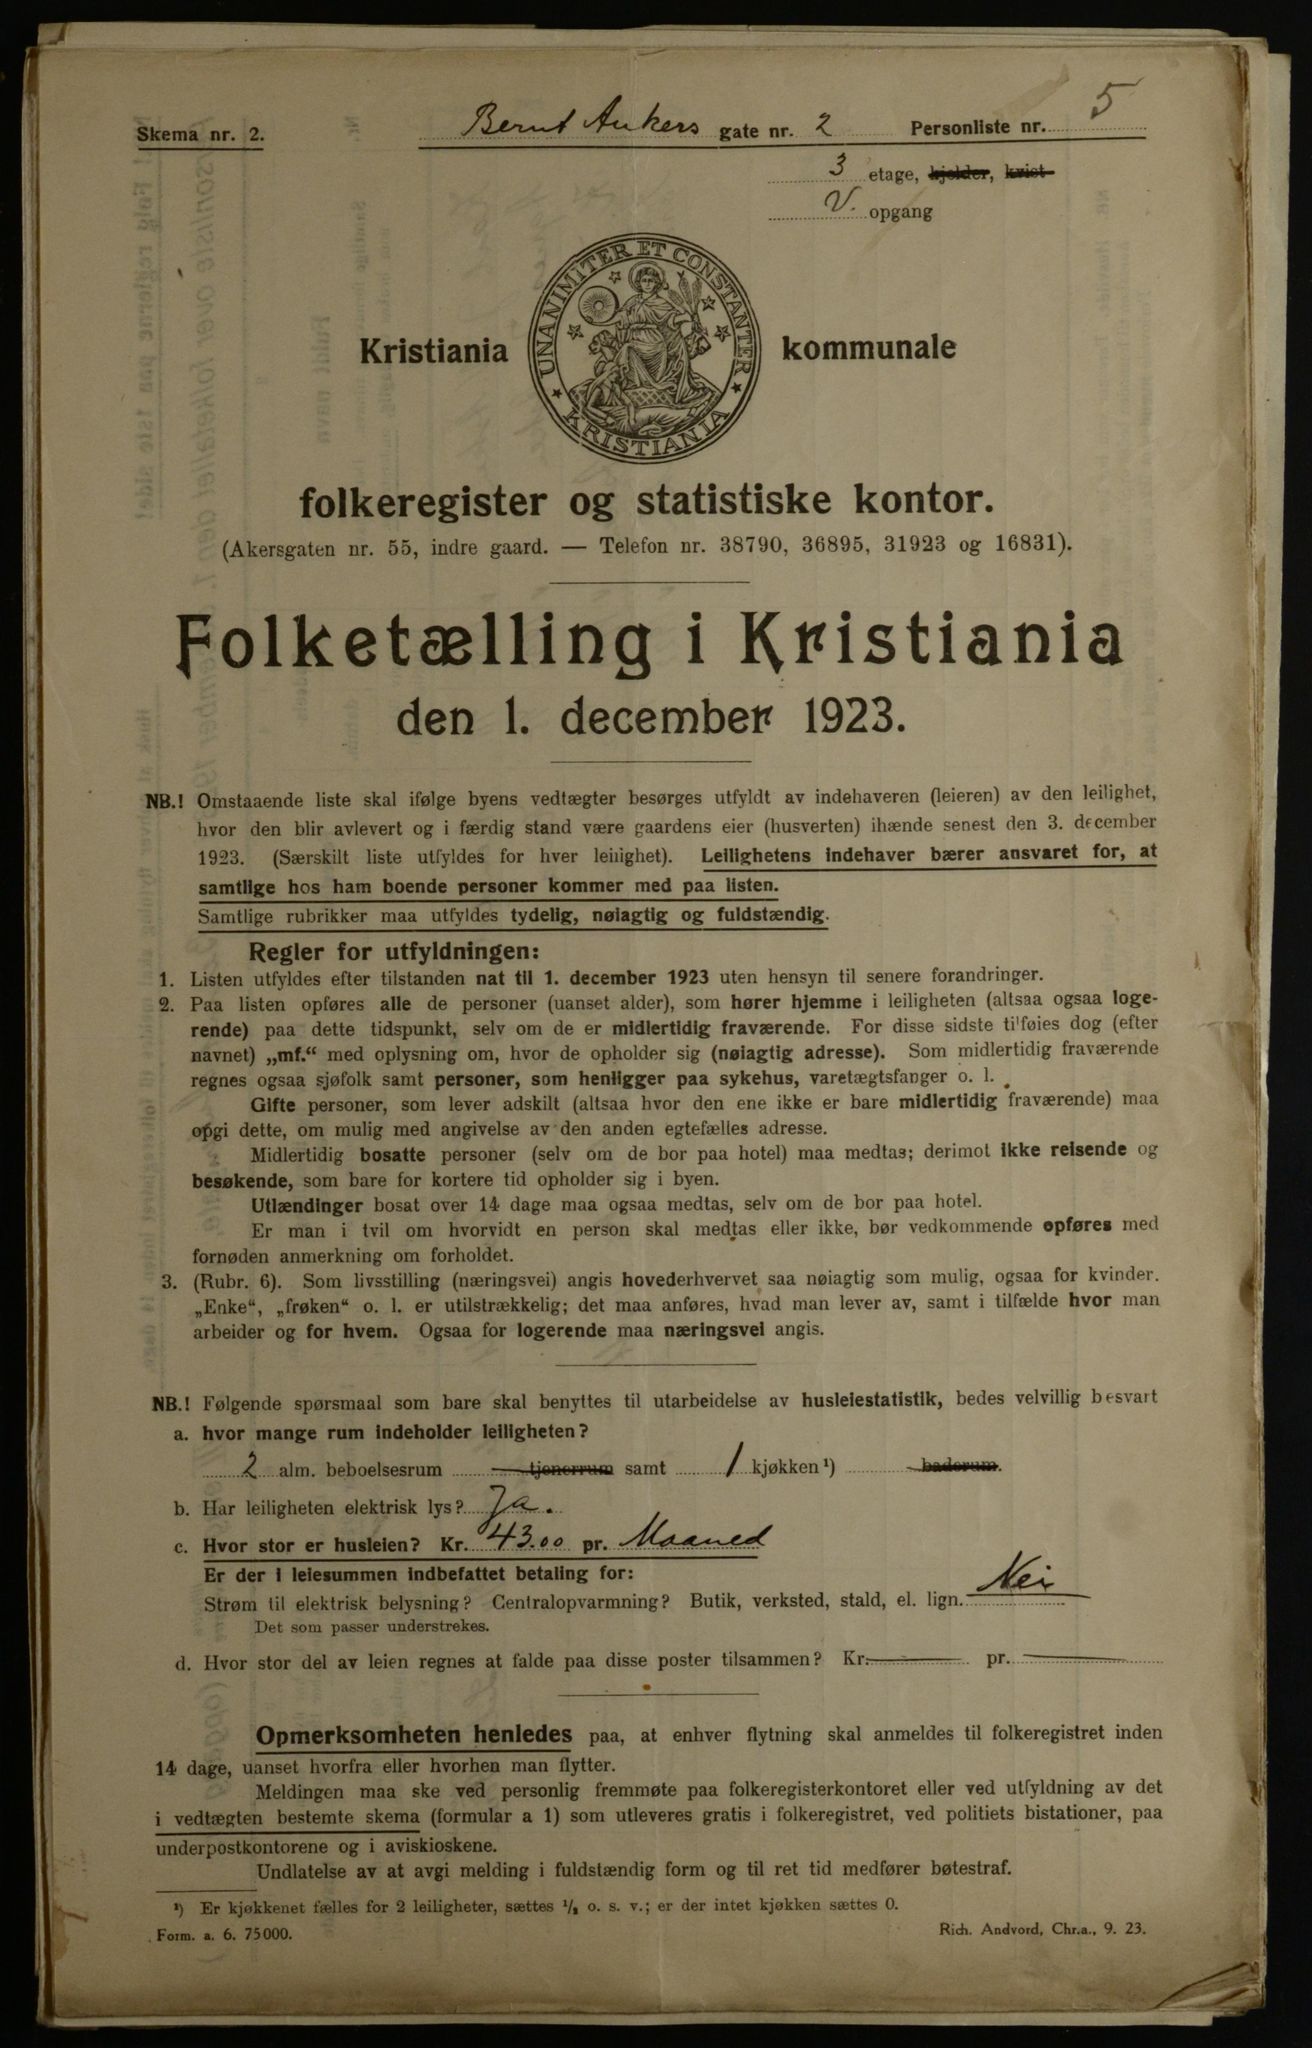 Skema nr. 2. Bernt Ankers gate nr. 2 Personliste nr. 5
3 etage, kjelder, kvist
V. opgang
UNANIMITER ET CONSTANTER
KRISTIANIA
Kristiania kommunale
folkeregister og statistiske kontor.
(Akersgaten nr. 55, indre gaard. — Telefon nr. 38790, 36895, 31923 og 16831).
Folketælling i Kristiania
den 1. december 1923.
NB.! Omstaaende liste skal ifølge byens vedtægter besørges utfyldt av indehaveren (leieren) av den leilighet,
hvor den blir avlevert og i færdig stand være gaardens eier (husverten) ihænde senest den 3. december
1923. (Særskilt liste utfyldes for hver leilighet). Leilighetens indehaver bærer ansvaret for, at
samtlige hos ham boende personer kommer med paa listen.
Samtlige rubrikker maa utfyldes tydelig, nøiagtig og fuldstændig.
Regler for utfyldningen:
1. Listen utfyldes efter tilstanden nat til 1. december 1923 uten hensyn til senere forandringer.
2. Paa listen opføres alle de personer (uanset alder), som hører hjemme i leiligheten (altsaa ogsaa loge-
rende) paa dette tidspunkt, selv om de er midlertidig fraværende. For disse sidste tilføies dog (efter
navnet) „mf.“ med oplysning om, hvor de opholder sig (nøiagtig adresse). Som midlertidig fraværende
regnes ogsaa sjøfolk samt personer, som henligger paa sykehus, varetægtsfanger o. l.
Gifte personer, som lever adskilt (altsaa hvor den ene ikke er bare midlertidig fraværende) maa
opgi dette, om mulig med angivelse av den anden egtefælles adresse.
Midlertidig bosatte personer (selv om de bor paa hotel) maa medtas; derimot ikke reisende og
besøkende, som bare for kortere tid opholder sig i byen.
Utlændinger bosat over 14 dage maa ogsaa medtas, selv om de bor paa hotel.
Er man i tvil om hvorvidt en person skal medtas eller ikke, bør vedkommende opføres med
fornøden anmerkning om forholdet.
3. (Rubr. 6). Som livsstilling (næringsvei) angis hovederhvervet saa nøiagtig som mulig, ogsaa for kvinder.
„Enke“, „frøken“ o. l. er utilstrækkelig; det maa anføres, hvad man lever av, samt i tilfælde hvor man
arbeider og for hvem. Ogsaa for logerende maa næringsvei angis.
NB.! Følgende spørsmaal som bare skal benyttes til utarbeidelse av husleiestatistik, bedes velvillig besvart
a. hvor mange rum indeholder leiligheten?
2 alm. beboelsesrum tjenerrum samt 1 kjøkken¹) baderum.
b. Har leiligheten elektrisk lys? Ja.
c. Hvor stor er husleien? Kr. 43.00 pr. Maaned
Er der i leiesummen indbefattet betaling for:
Strøm til elektrisk belysning? Centralopvarmning? Butik, verksted, stald, el. lign. Nei
Det som passer understrekes.
d. Hvor stor del av leien regnes at falde paa disse poster tilsammen? Kr. — pr. —
Opmerksomheten henledes paa, at enhver flytning skal anmeldes til folkeregistret inden
14 dage, uanset hvorfra eller hvorhen man flytter.
Meldingen maa ske ved personlig fremmøte paa folkeregisterkontoret eller ved utfyldning av det
i vedtægten bestemte skema (formular a 1) som utleveres gratis i folkeregistret, ved politiets bistationer, paa
underpostkontorene og i aviskioskene.
Undlatelse av at avgi melding i fuldstændig form og til ret tid medfører bøtestraf.
¹) Er kjøkkenet fælles for 2 leiligheter, sættes ½ o. s. v.; er der intet kjøkken sættes 0.
Form. a. 6. 75000. Rich. Andvord, Chr.a., 9. 23.